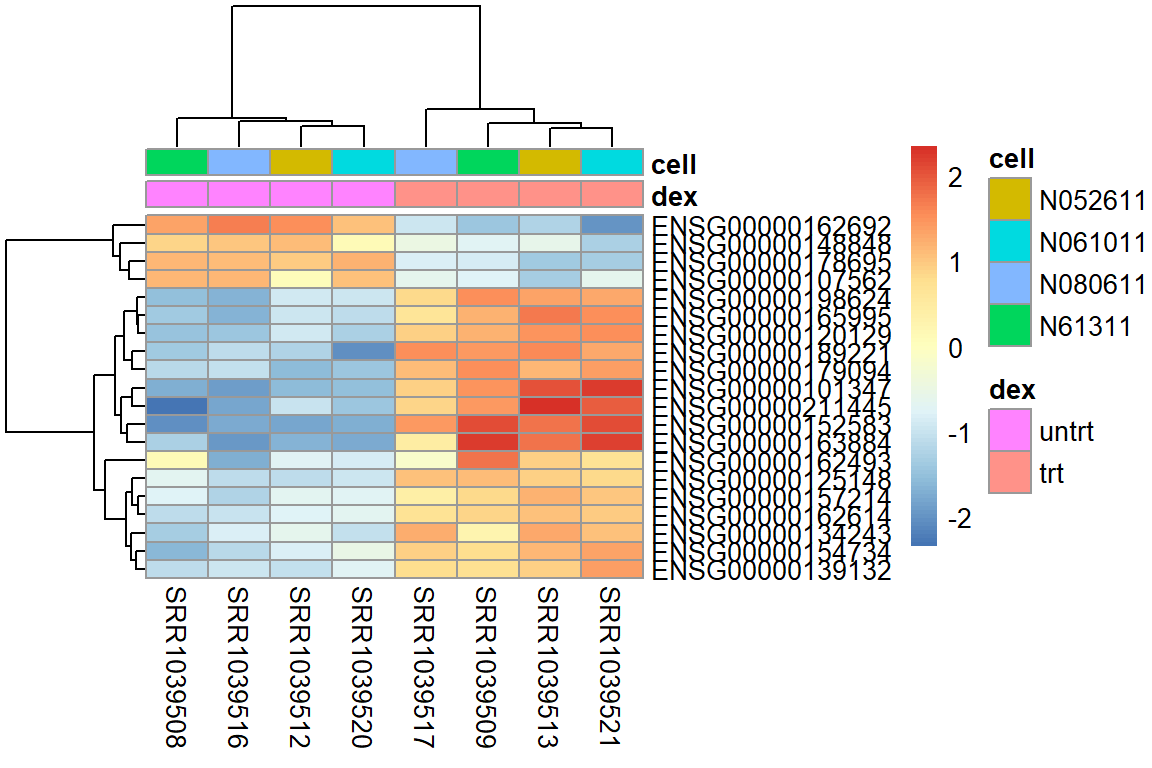 cell
dex
ENSG00000162692
ENSG00000148848
ENSG00000178695
ENSG00000107562
ENSG00000198624
ENSG00000165995
ENSG00000120129
ENSG00000189221
ENSG00000179094
ENSG00000101347
ENSG00000211445
ENSG00000152583
ENSG00000163884
ENSG00000162493
ENSG00000125148
ENSG00000157214
ENSG00000162614
ENSG00000134243
ENSG00000154734
ENSG00000139132
SRR1039508
SRR1039516
SRR1039512
SRR1039520
SRR1039517
SRR1039509
SRR1039513
SRR1039521
2
1
0
-1
-2
cell
N052611
N061011
N080611
N61311
dex
untrt
trt